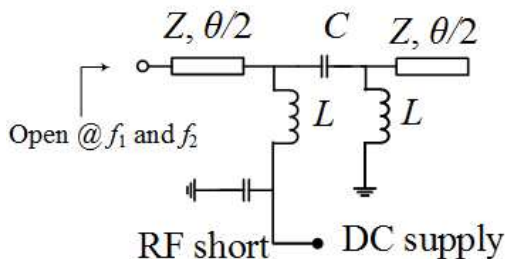 Z, θ/2
C
Z, θ/2
L
L
Open @ f₁ and f₂
RF short
DC supply